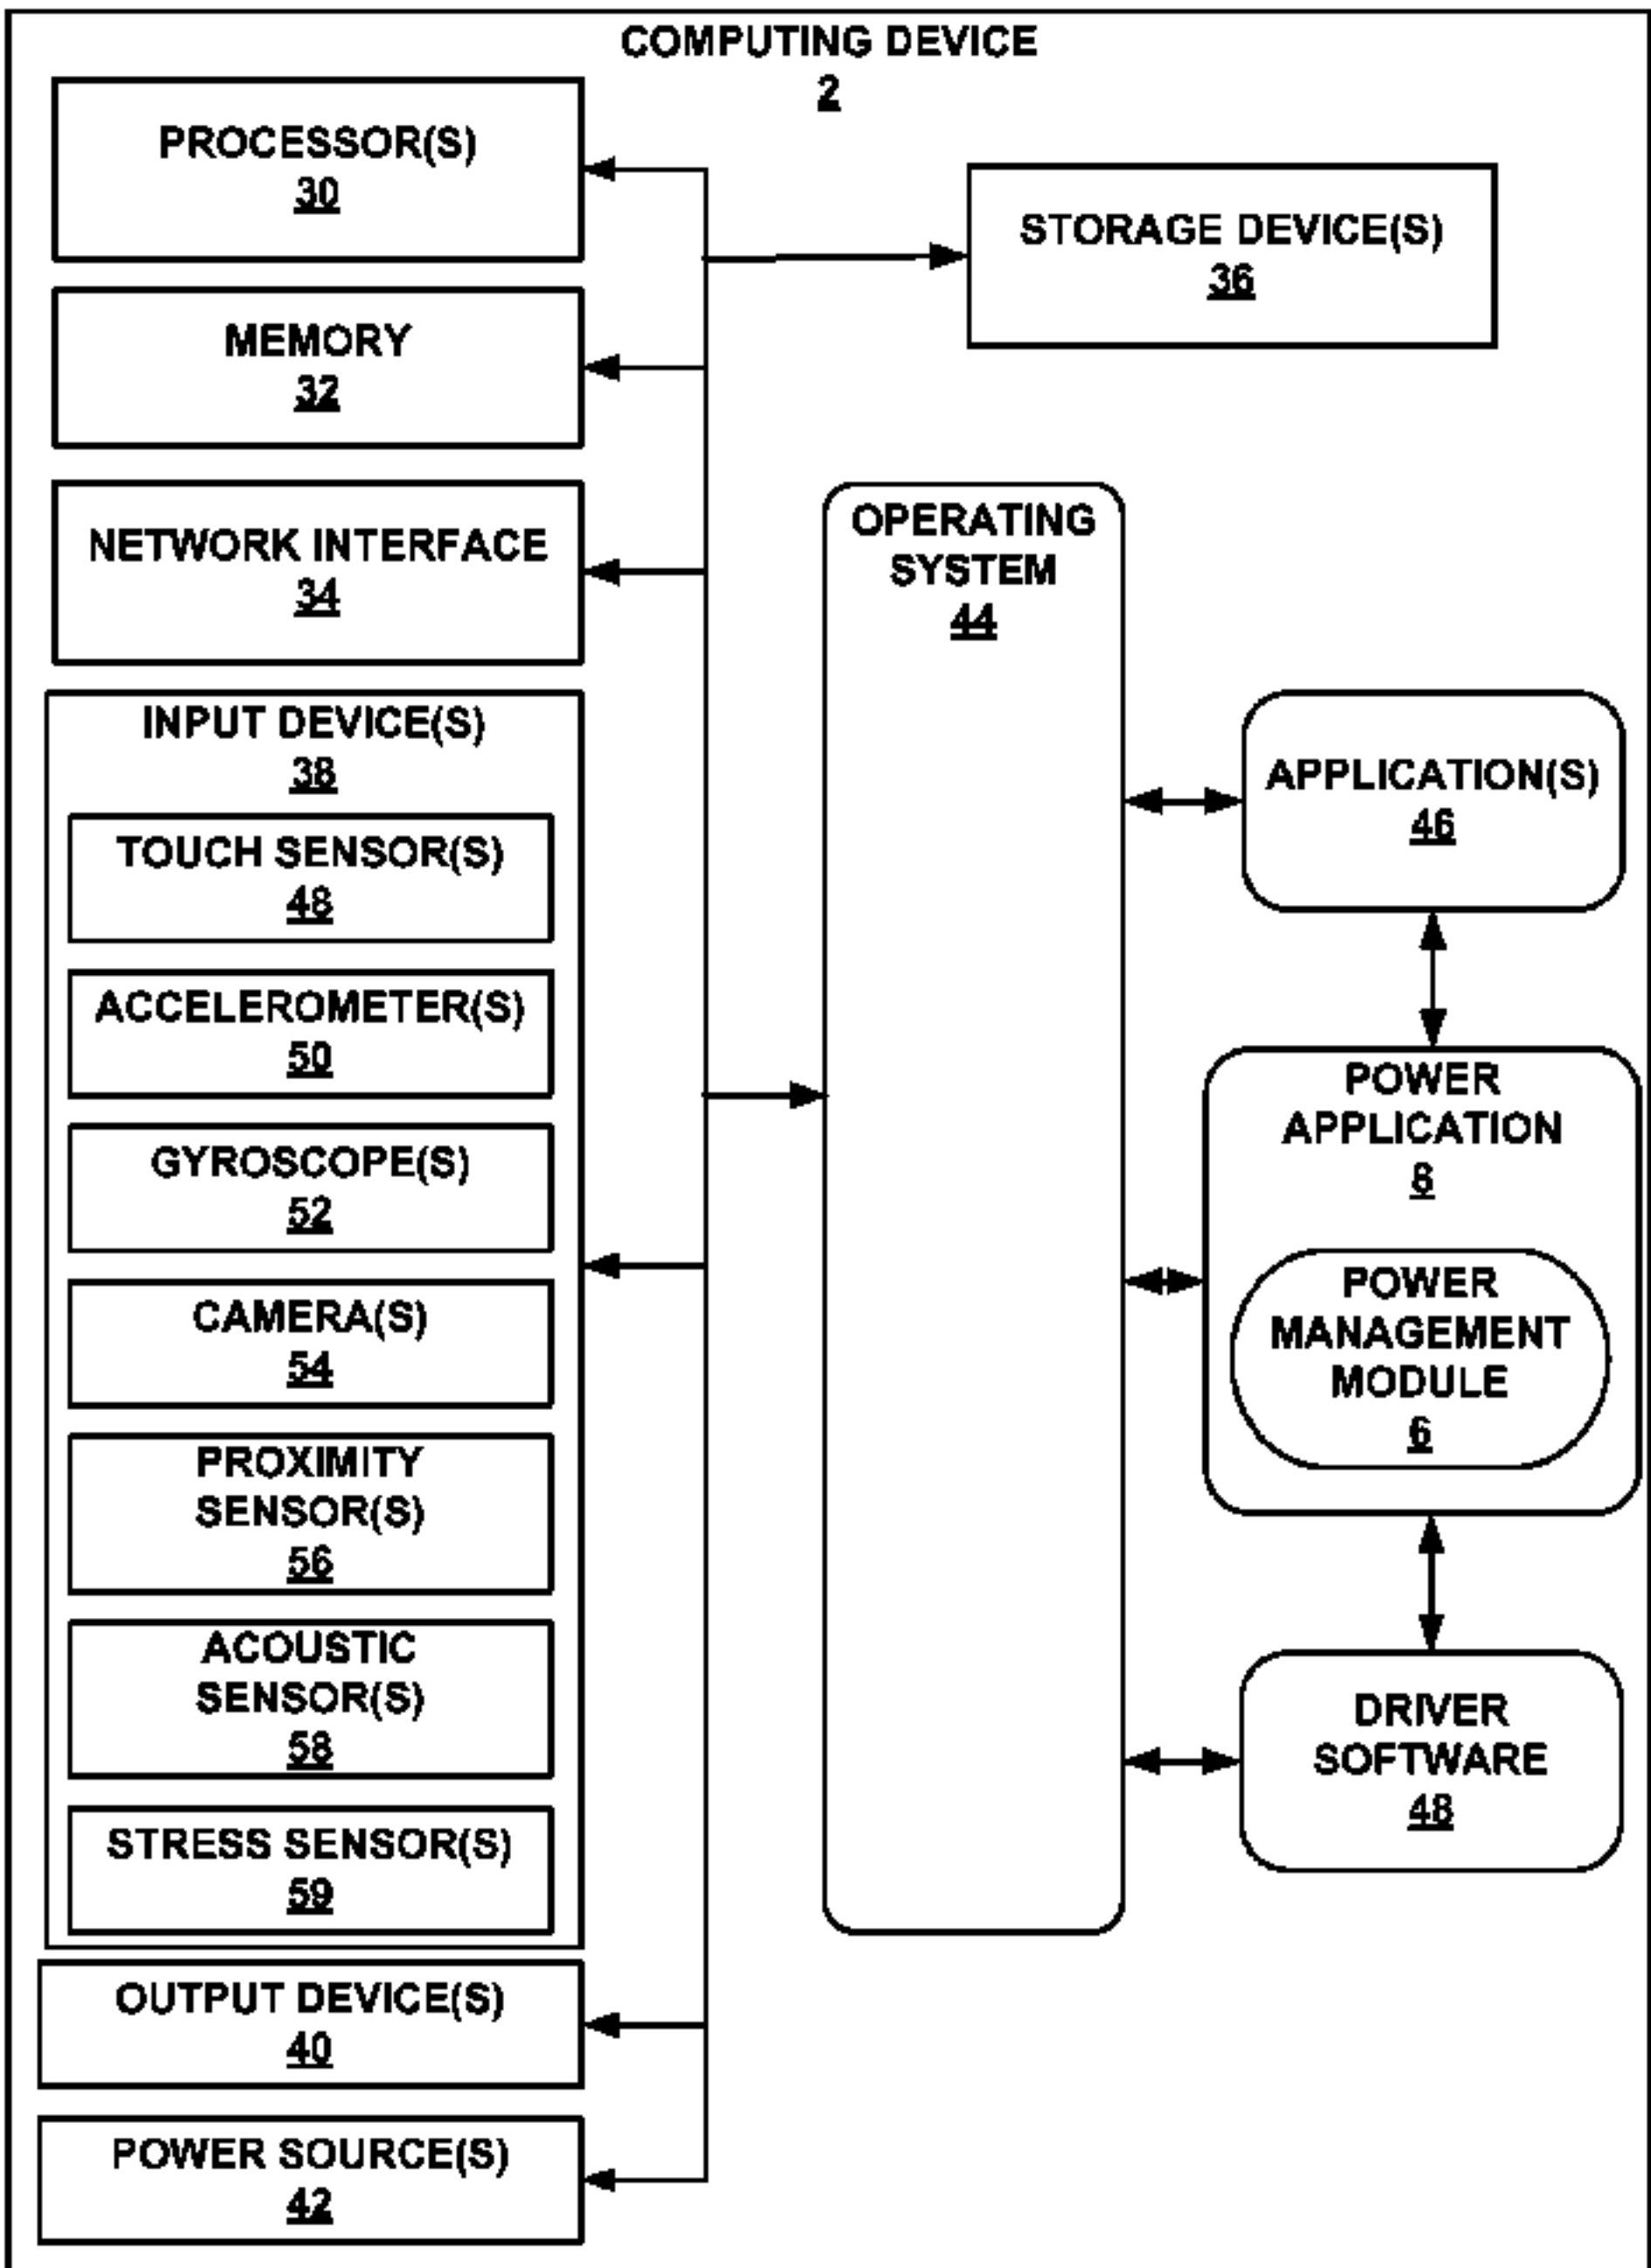 COMPUTING DEVICE
2
PROCESSOR(S)
30
STORAGE DEVICE(S)
36
MEMORY
32
NETWORK INTERFACE
34
OPERATING
SYSTEM
44
INPUT DEVICE(S)
38
TOUCH SENSOR(S)
48
ACCELEROMETER(S)
50
GYROSCOPE(S)
52
CAMERA(S)
54
PROXIMITY
SENSOR(S)
56
ACOUSTIC
SENSOR(S)
58
STRESS SENSOR(S)
59
OUTPUT DEVICE(S)
40
POWER SOURCE(S)
42
APPLICATION(S)
46
POWER
APPLICATION
8
POWER
MANAGEMENT
MODULE
6
DRIVER
SOFTWARE
48